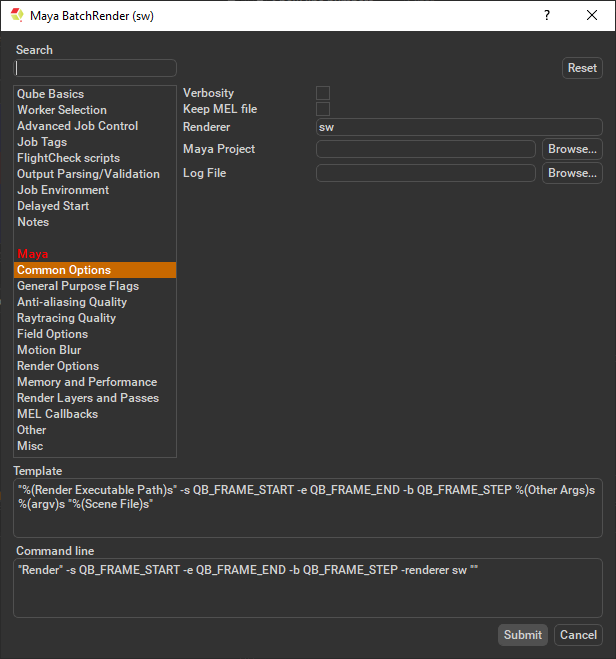 Maya BatchRender (sw)
?
Search
Reset
Qube Basics
Worker Selection
Advanced Job Control
Job Tags
FlightCheck scripts
Output Parsing/Validation
Job Environment
Delayed Start
Notes
Maya
Common Options
General Purpose Flags
Anti-aliasing Quality
Raytracing Quality
Field Options
Motion Blur
Render Options
Memory and Performance
Render Layers and Passes
MEL Callbacks
Other
Misc
Verbosity
Keep MEL file
Renderer sw
Maya Project Browse...
Log File Browse...
Template
"%(Render Executable Path)s" -s QB_FRAME_START -e QB_FRAME_END -b QB_FRAME_STEP %(Other Args)s
%(argv)s "%(Scene File)s"
Command line
"Render" -s QB_FRAME_START -e QB_FRAME_END -b QB_FRAME_STEP -renderer sw ""
Submit Cancel